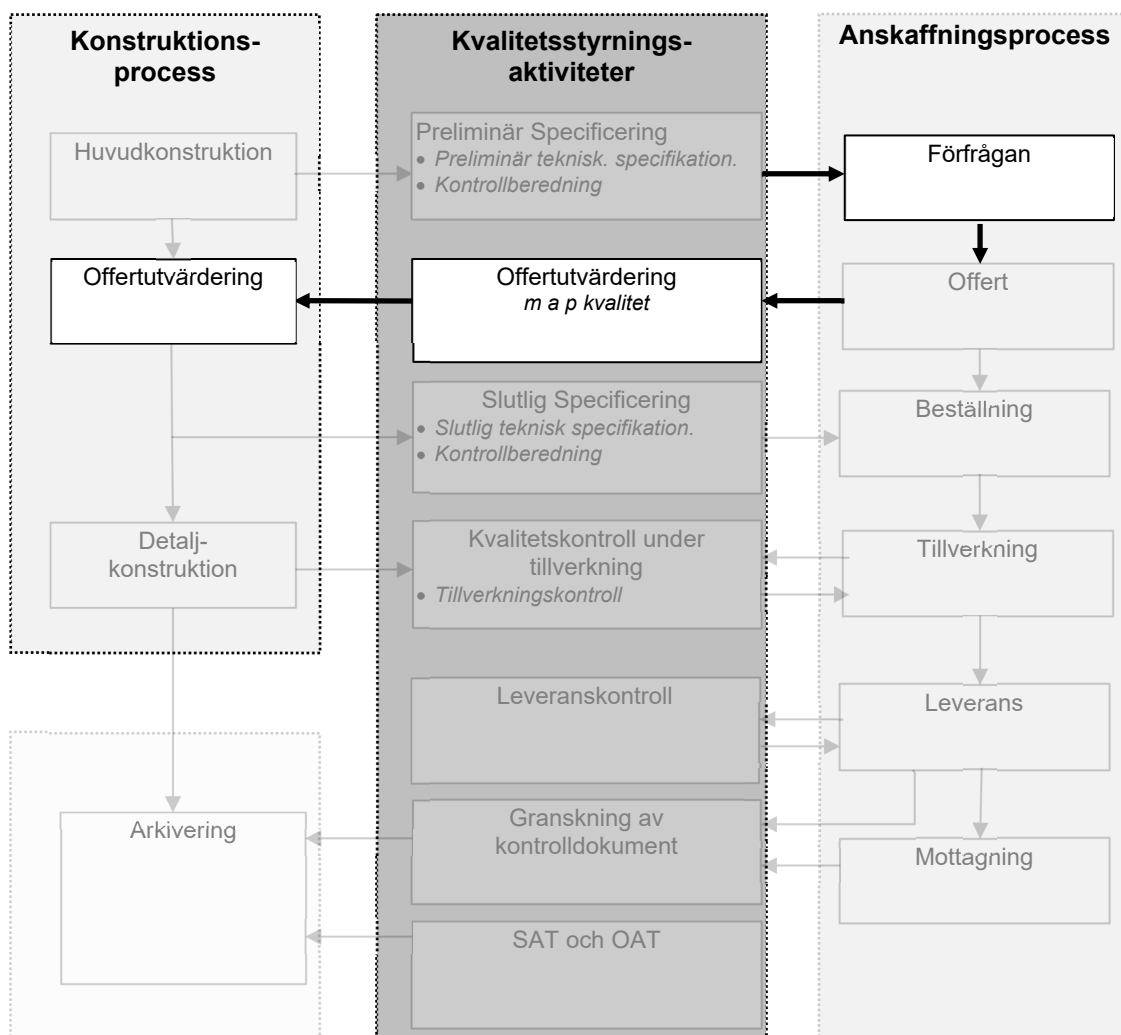 Konstruktions-
process
Kvalitetsstyrnings-
aktiviteter
Anskaffningsprocess
Huvudkonstruktion
Preliminär Specificering
• Preliminär teknisk. specifikation.
• Kontrollberedning
Förfrågan
Offertutvärdering
Offertutvärdering
m a p kvalitet
Offert
Slutlig Specificering
• Slutlig teknisk specifikation.
• Kontrollberedning
Beställning
Detalj-
konstruktion
Kvalitetskontroll under
tillverkning
• Tillverkningskontroll
Tillverkning
Leveranskontroll
Leverans
Arkivering
Granskning av
kontrolldokument
Mottagning
SAT och OAT